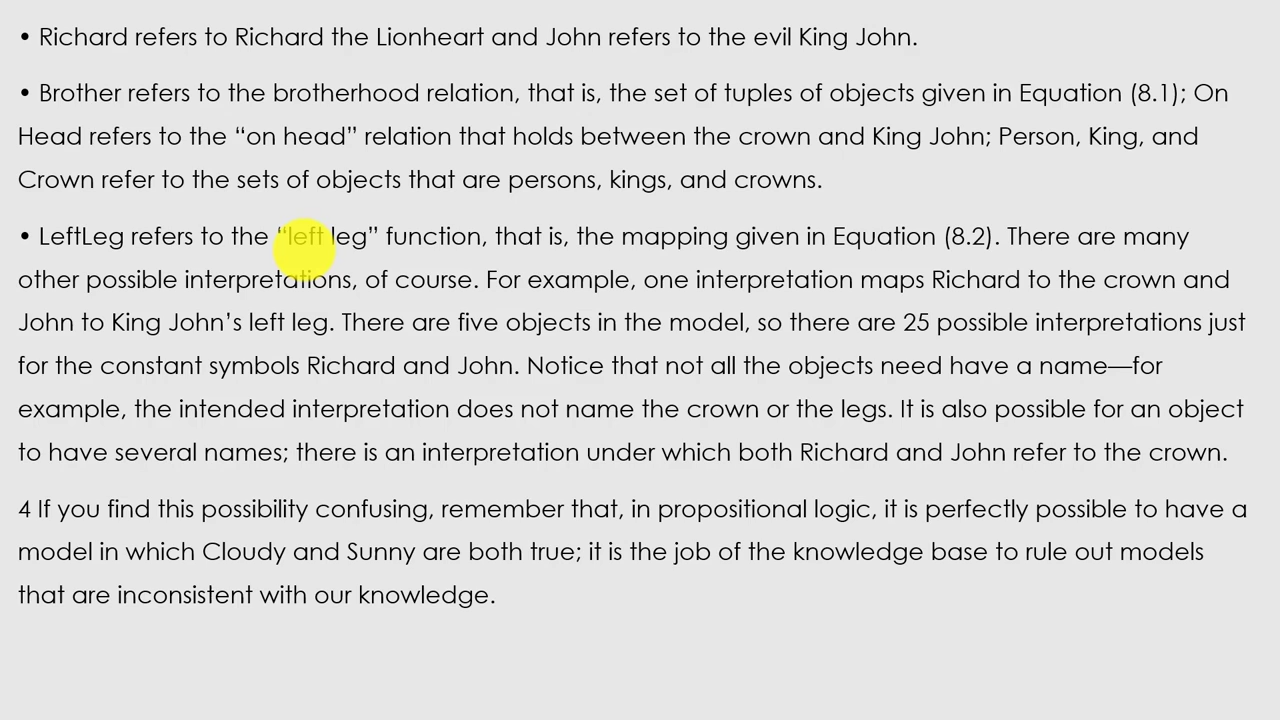 • Richard refers to Richard the Lionheart and John refers to the evil King John.
• Brother refers to the brotherhood relation, that is, the set of tuples of objects given in Equation (8.1); On
Head refers to the “on head” relation that holds between the crown and King John; Person, King, and
Crown refer to the sets of objects that are persons, kings, and crowns.
• LeftLeg refers to the “left leg” function, that is, the mapping given in Equation (8.2). There are many
other possible interpretations, of course. For example, one interpretation maps Richard to the crown and
John to King John’s left leg. There are five objects in the model, so there are 25 possible interpretations just
for the constant symbols Richard and John. Notice that not all the objects need have a name—for
example, the intended interpretation does not name the crown or the legs. It is also possible for an object
to have several names; there is an interpretation under which both Richard and John refer to the crown.
4 If you find this possibility confusing, remember that, in propositional logic, it is perfectly possible to have a
model in which Cloudy and Sunny are both true; it is the job of the knowledge base to rule out models
that are inconsistent with our knowledge.